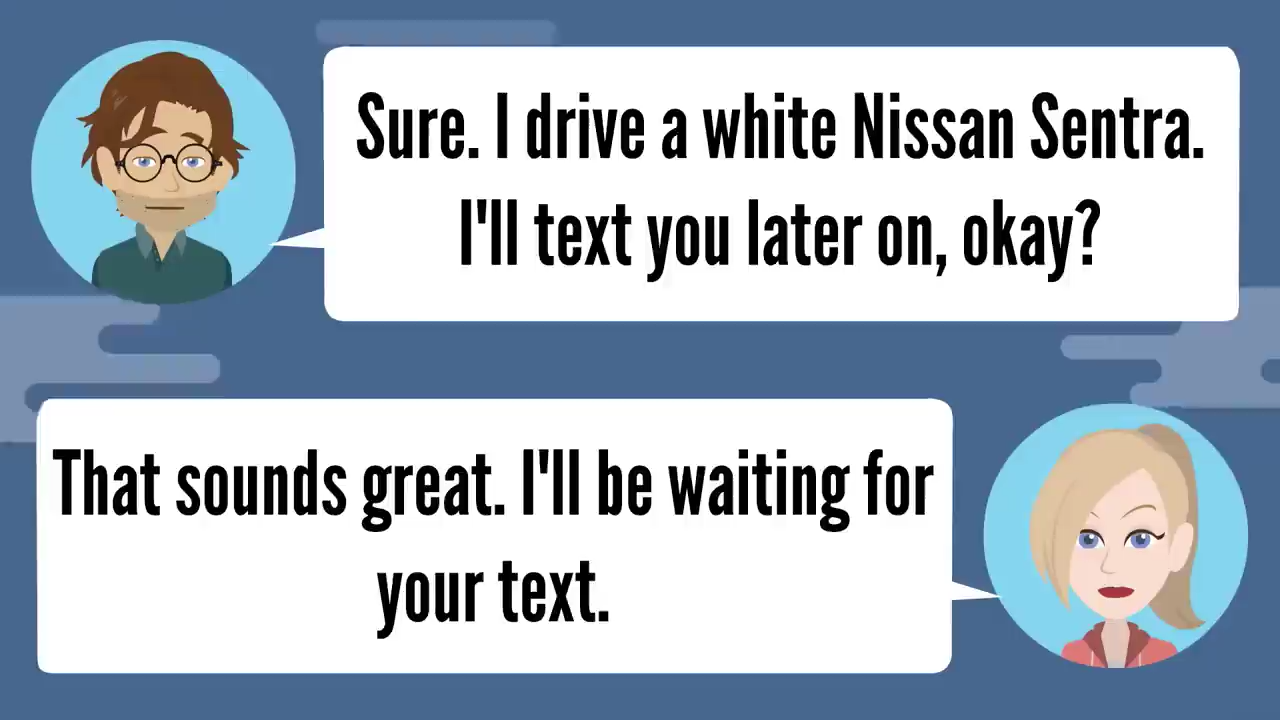 Sure. I drive a white Nissan Sentra.
I'll text you later on, okay?
That sounds great. I'll be waiting for
your text.